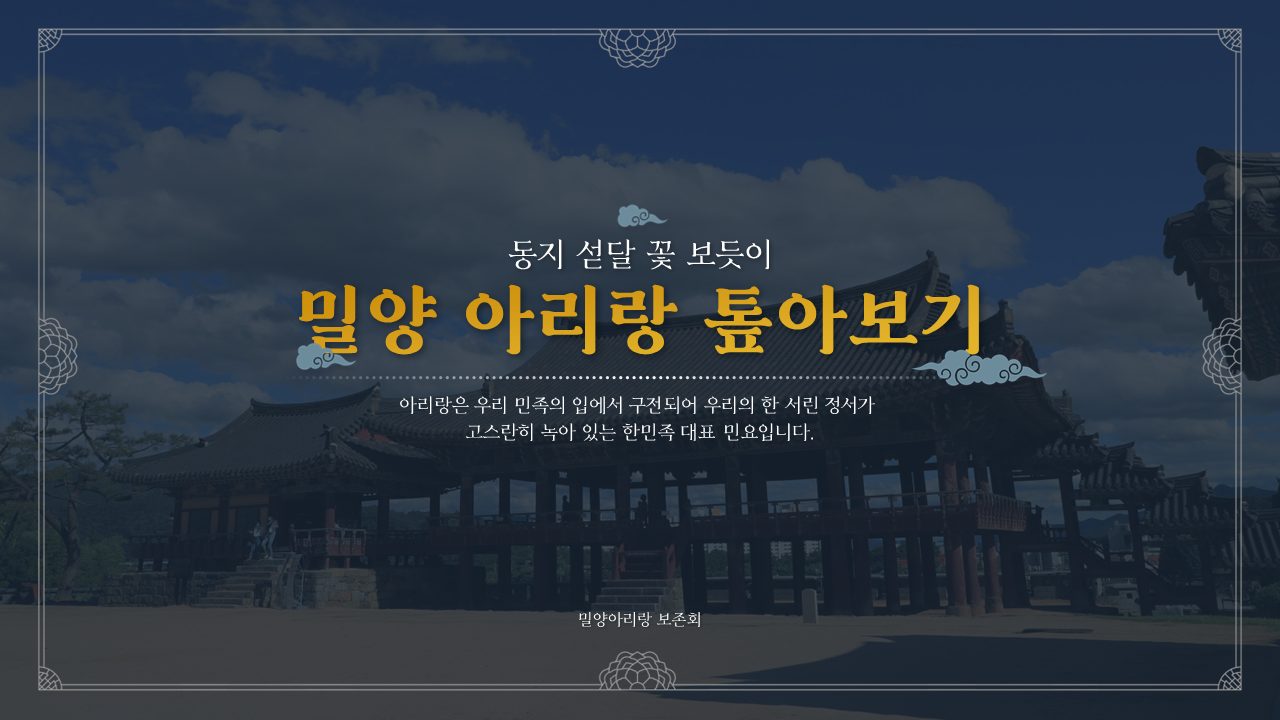 동지 섣달 꽃 보듯이
밀양 아리랑 톺아보기
아리랑은 우리 민족의 입에서 구전되어 우리의 한 서린 정서가
고스란히 녹아 있는 한민족 대표 민요입니다.
밀양아리랑 보존회